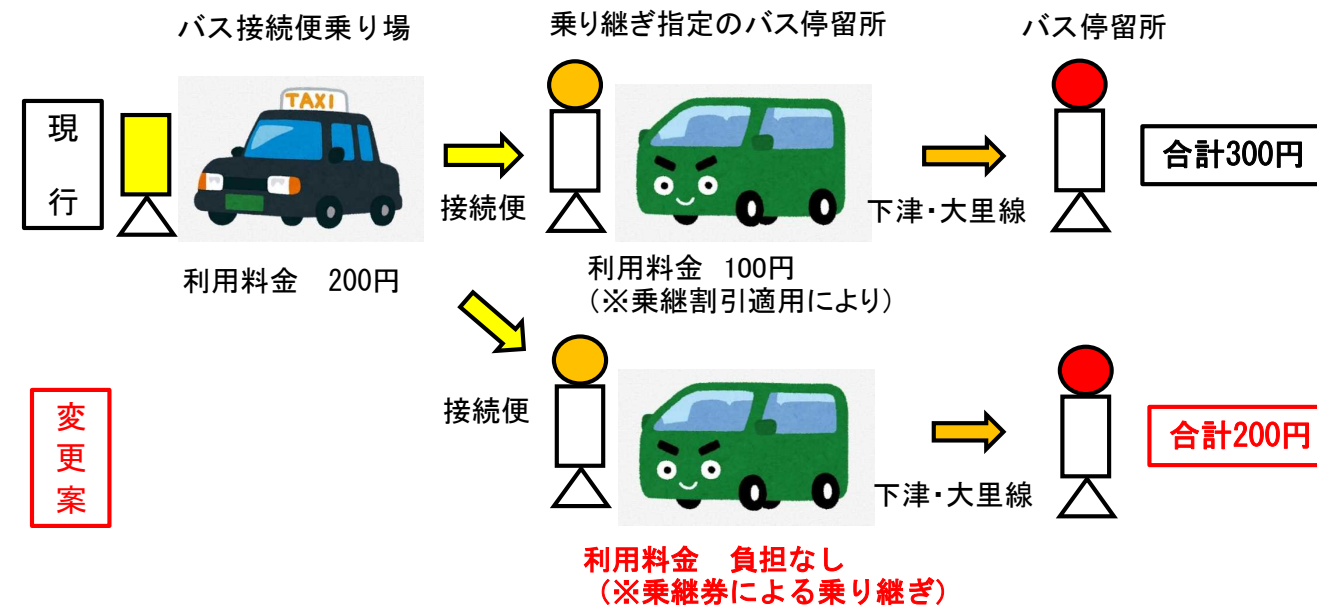 バス接続便乗り場
乗り継ぎ指定のバス停留所
バス停留所
現
行
TAXI
接続便
下津・大里線
合計300円
利用料金　200円
利用料金　100円
（※乗継割引適用により）
変
更
案
接続便
下津・大里線
合計200円
利用料金　負担なし
（※乗継券による乗り継ぎ）